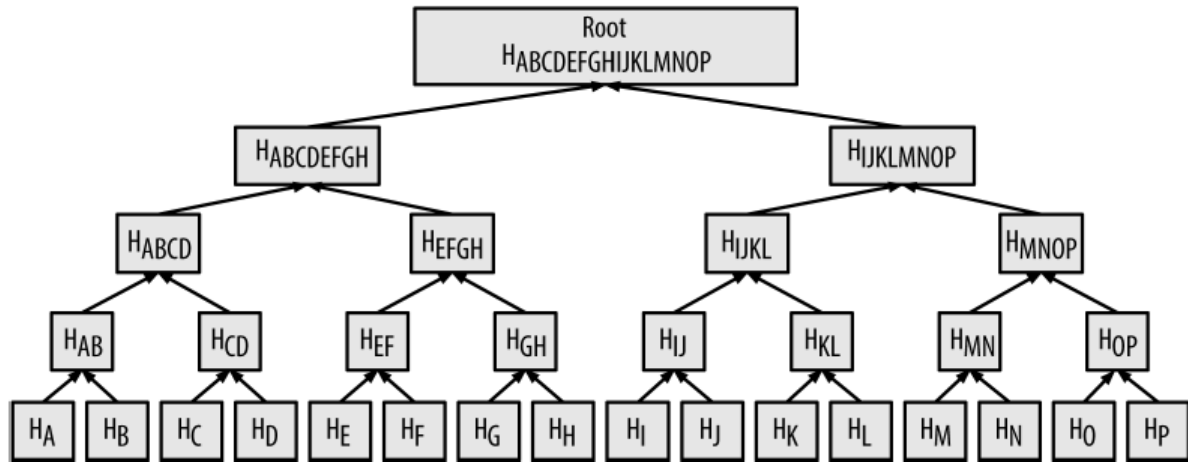 Root
HABCDEFGHIJKLMNOP
HABCDEFGH HIJKLMNOP
HABCD HEFGH HIJKL HMNOP
HAB HCD HEF HGH HIJ HKL HMN HOP
HA HB HC HD HE HF HG HH HI HJ HK HL HM HN HO HP